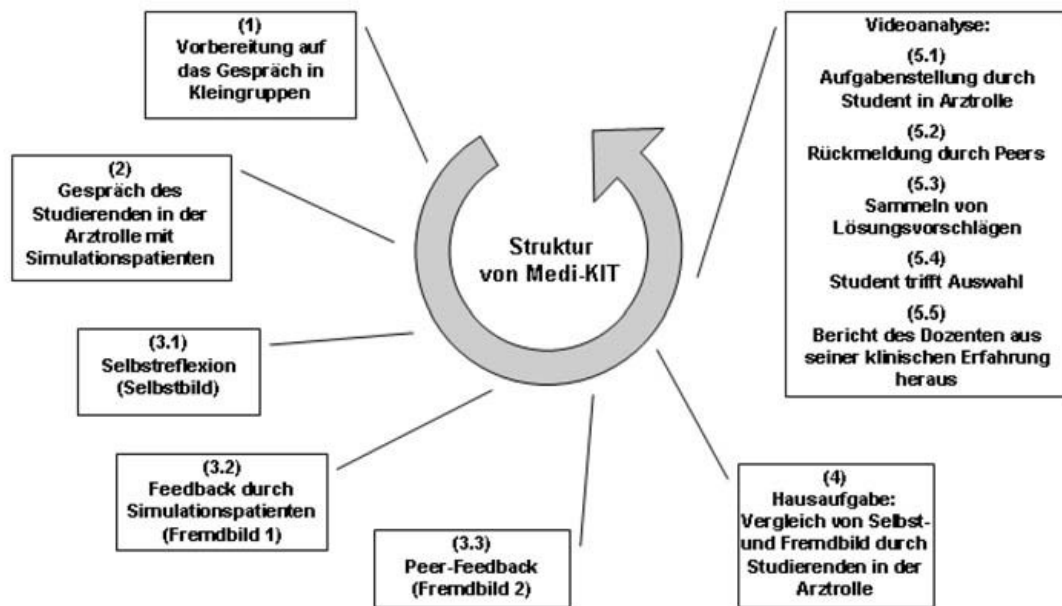 (1)
Vorbereitung auf
das Gespräch in
Kleingruppen
(2)
Gespräch des
Studierenden in der
Arztrolle mit
Simulationspatienten
(3.1)
Selbstreflexion
(Selbstbild)
(3.2)
Feedback durch
Simulationspatienten
(Fremdbild 1)
(3.3)
Peer-Feedback
(Fremdbild 2)
(4)
Hausaufgabe:
Vergleich von Selbst-
und Fremdbild durch
Studierenden in der
Arztrolle
Videoanalyse:
(5.1)
Aufgabenstellung durch
Student in Arztrolle
(5.2)
Rückmeldung durch Peers
(5.3)
Sammeln von
Lösungsvorschlägen
(5.4)
Student trifft Auswahl
(5.5)
Bericht des Dozenten aus
seiner klinischen Erfahrung
heraus
Struktur
von Medi-KIT